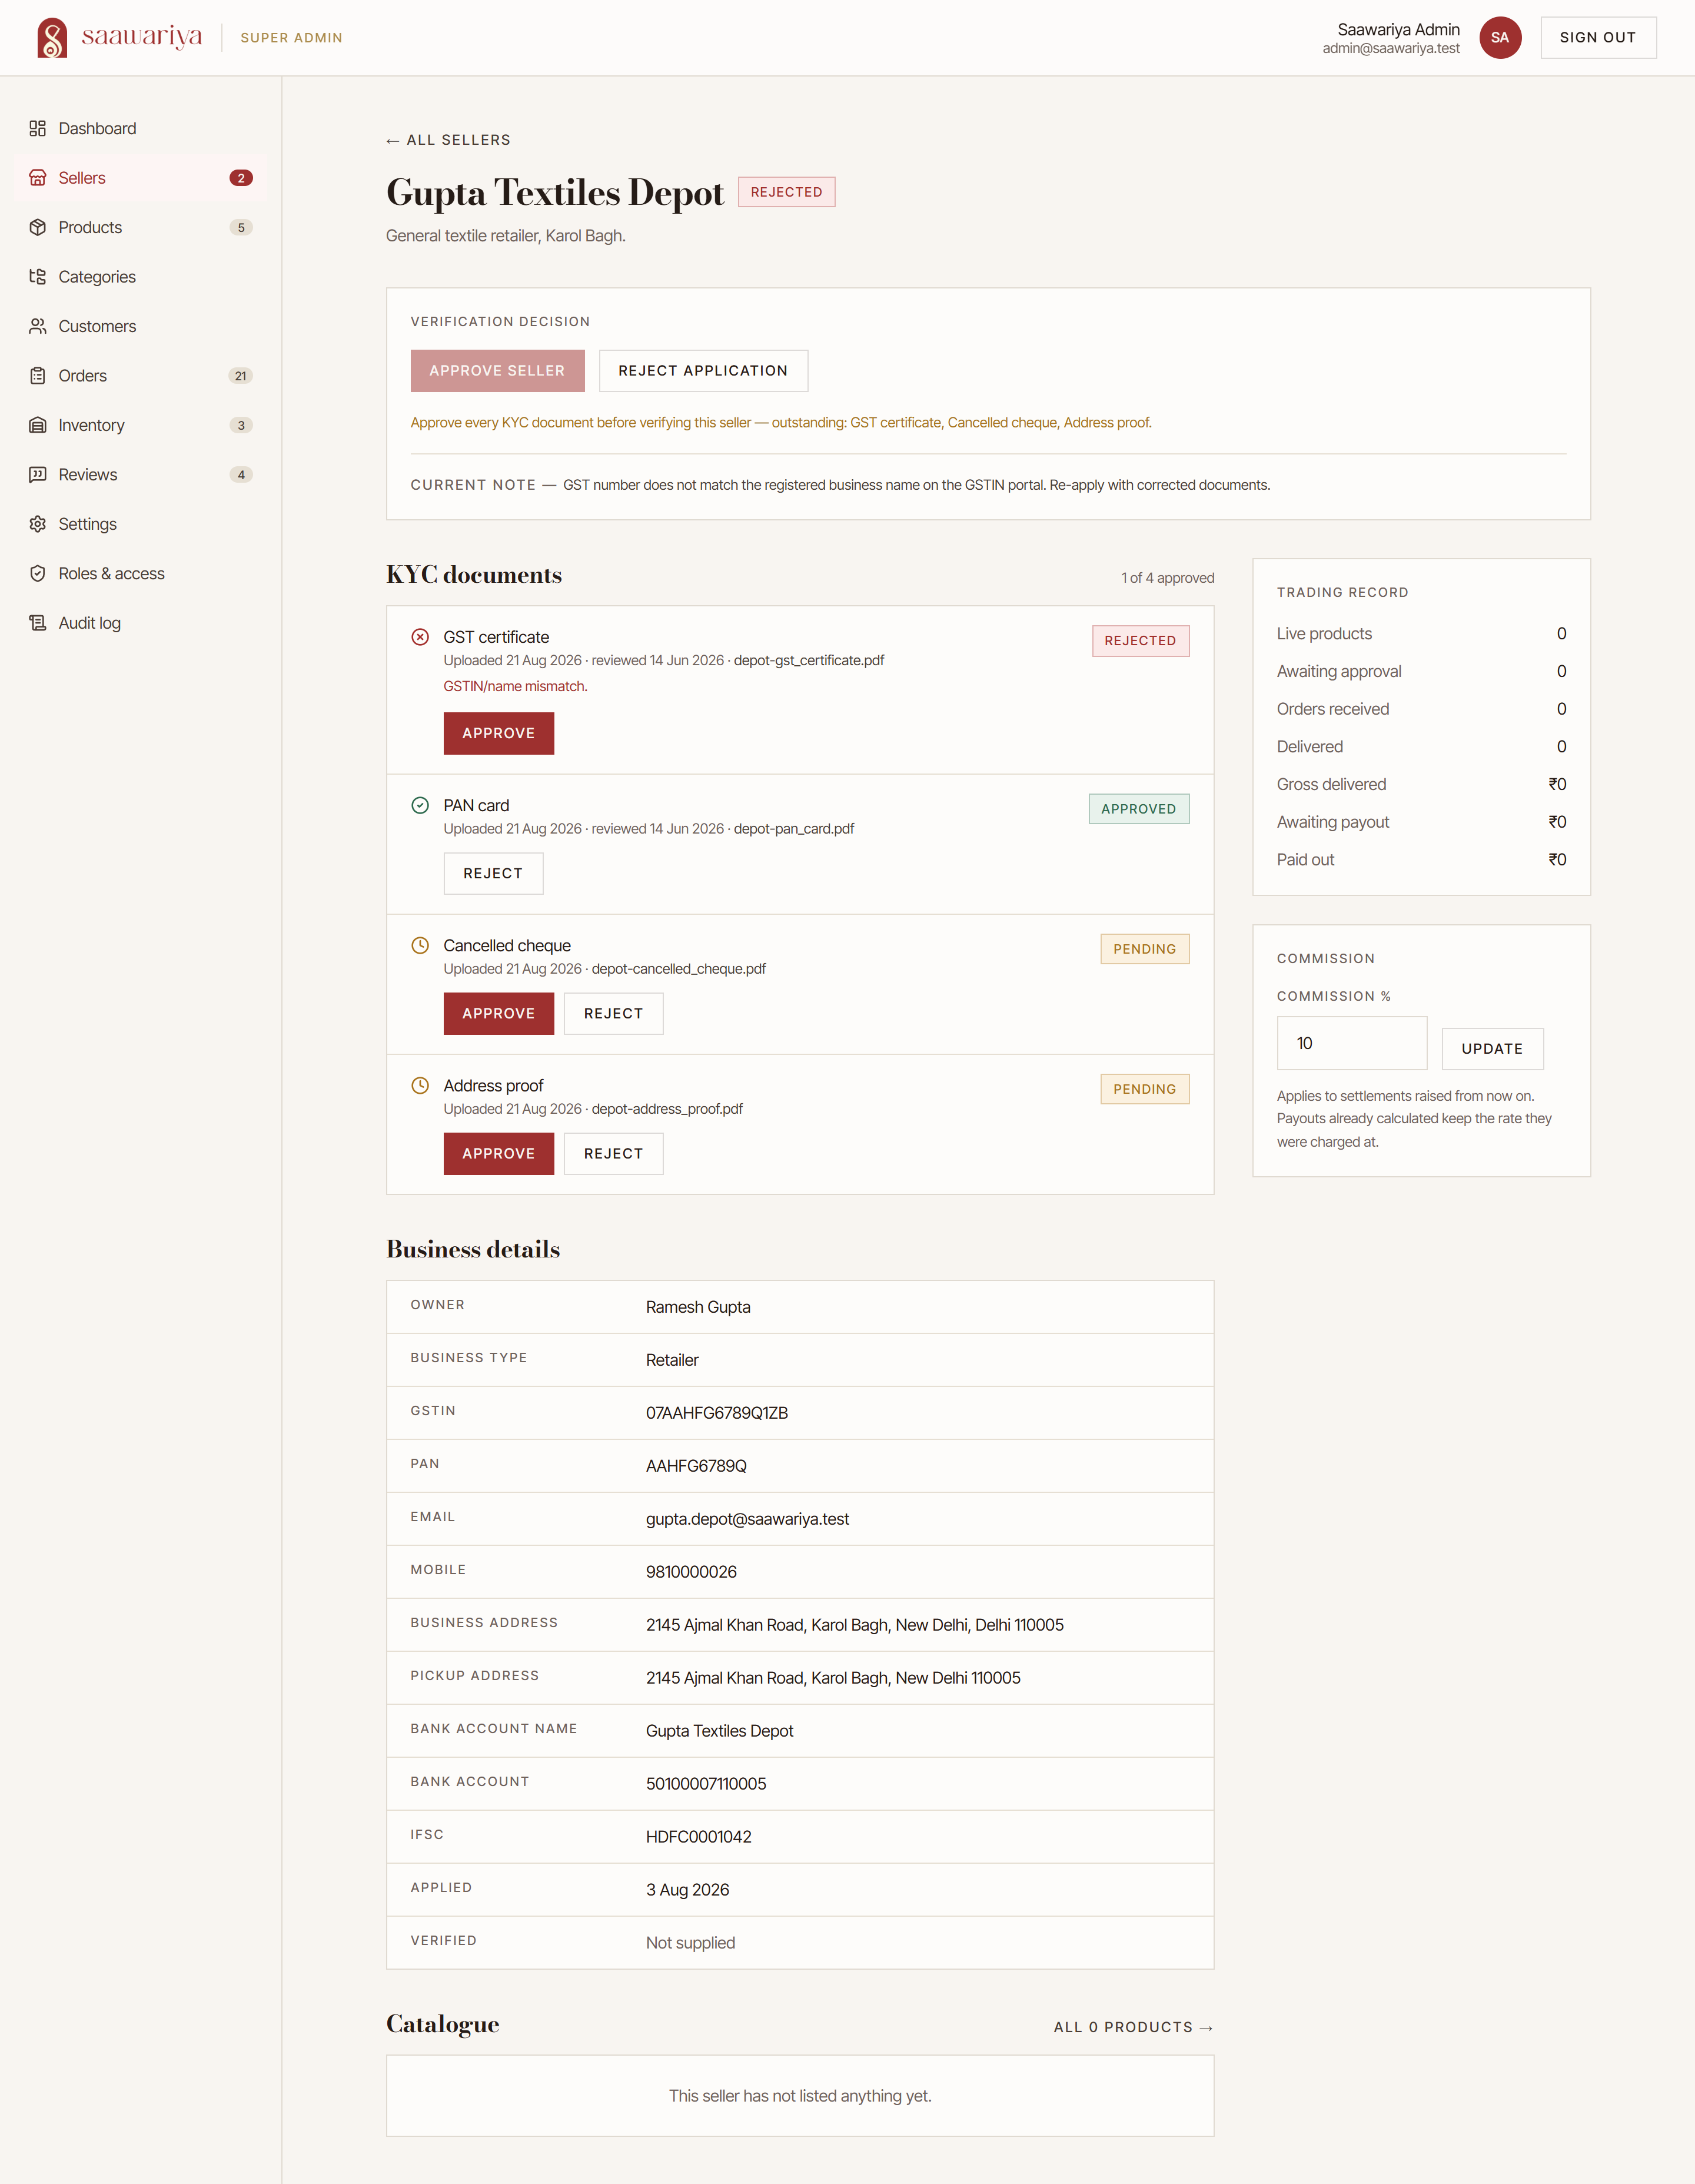 saawariya
SUPER ADMIN
Saawariya Admin
admin@saawariya.test
SA
SIGN OUT
Dashboard
Sellers 2
Products 5
Categories
Customers
Orders 21
Inventory 3
Reviews 4
Settings
Roles & access
Audit log
← ALL SELLERS
Gupta Textiles Depot REJECTED
General textile retailer, Karol Bagh.
VERIFICATION DECISION
APPROVE SELLER REJECT APPLICATION
Approve every KYC document before verifying this seller — outstanding: GST certificate, Cancelled cheque, Address proof.
CURRENT NOTE — GST number does not match the registered business name on the GSTIN portal. Re-apply with corrected documents.
KYC documents 1 of 4 approved
GST certificate REJECTED
Uploaded 21 Aug 2026 · reviewed 14 Jun 2026 · depot-gst_certificate.pdf
GSTIN/name mismatch.
APPROVE
PAN card APPROVED
Uploaded 21 Aug 2026 · reviewed 14 Jun 2026 · depot-pan_card.pdf
REJECT
Cancelled cheque PENDING
Uploaded 21 Aug 2026 · depot-cancelled_cheque.pdf
APPROVE REJECT
Address proof PENDING
Uploaded 21 Aug 2026 · depot-address_proof.pdf
APPROVE REJECT
TRADING RECORD
Live products 0
Awaiting approval 0
Orders received 0
Delivered 0
Gross delivered ₹0
Awaiting payout ₹0
Paid out ₹0
COMMISSION
COMMISSION %
10 UPDATE
Applies to settlements raised from now on.
Payouts already calculated keep the rate they
were charged at.
Business details
OWNER Ramesh Gupta
BUSINESS TYPE Retailer
GSTIN 07AAHFG6789Q1ZB
PAN AAHFG6789Q
EMAIL gupta.depot@saawariya.test
MOBILE 9810000026
BUSINESS ADDRESS 2145 Ajmal Khan Road, Karol Bagh, New Delhi, Delhi 110005
PICKUP ADDRESS 2145 Ajmal Khan Road, Karol Bagh, New Delhi 110005
BANK ACCOUNT NAME Gupta Textiles Depot
BANK ACCOUNT 50100007110005
IFSC HDFC0001042
APPLIED 3 Aug 2026
VERIFIED Not supplied
Catalogue ALL 0 PRODUCTS →
This seller has not listed anything yet.